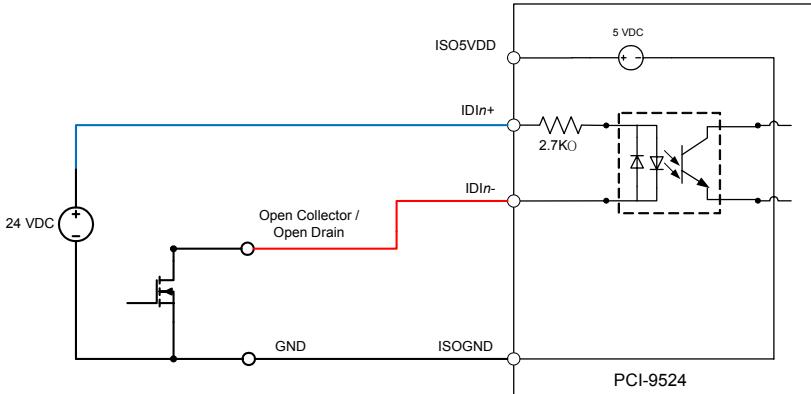 5 VDC
ISO5VDD
+ -
IDIn+
2.7KΩ
IDIn-
24 VDC
+
-
Open Collector /
Open Drain
GND
ISOGND
PCI-9524